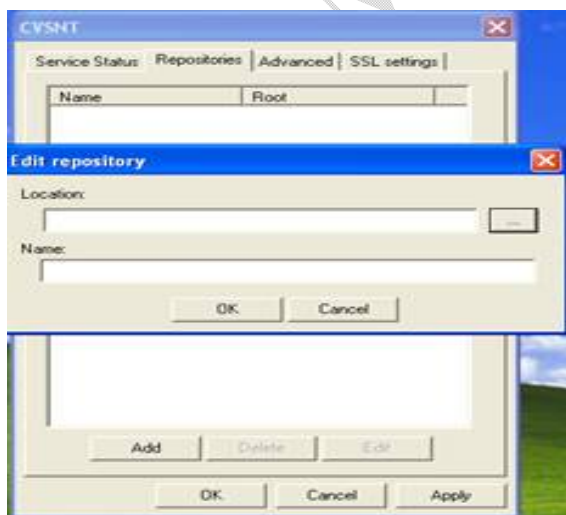 CVSNT
Service Status Repositories Advanced SSL settings
Name Root
Edit repository
Location:
...
Name:
OK Cancel
Add Delete Edit
OK Cancel Apply